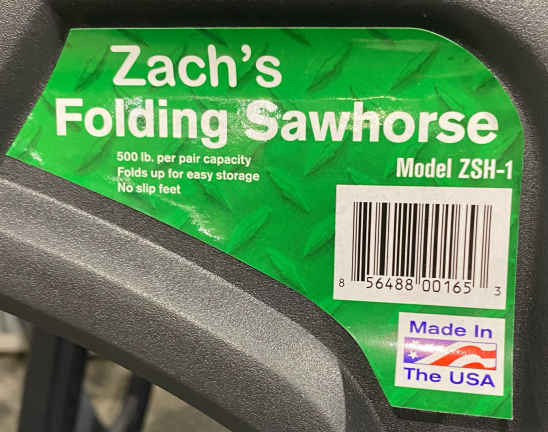 Zach's
Folding Sawhorse
500 lb. per pair capacity
Folds up for easy storage
No slip feet
Model ZSH-1
8 56488 00165 3
Made In
The USA